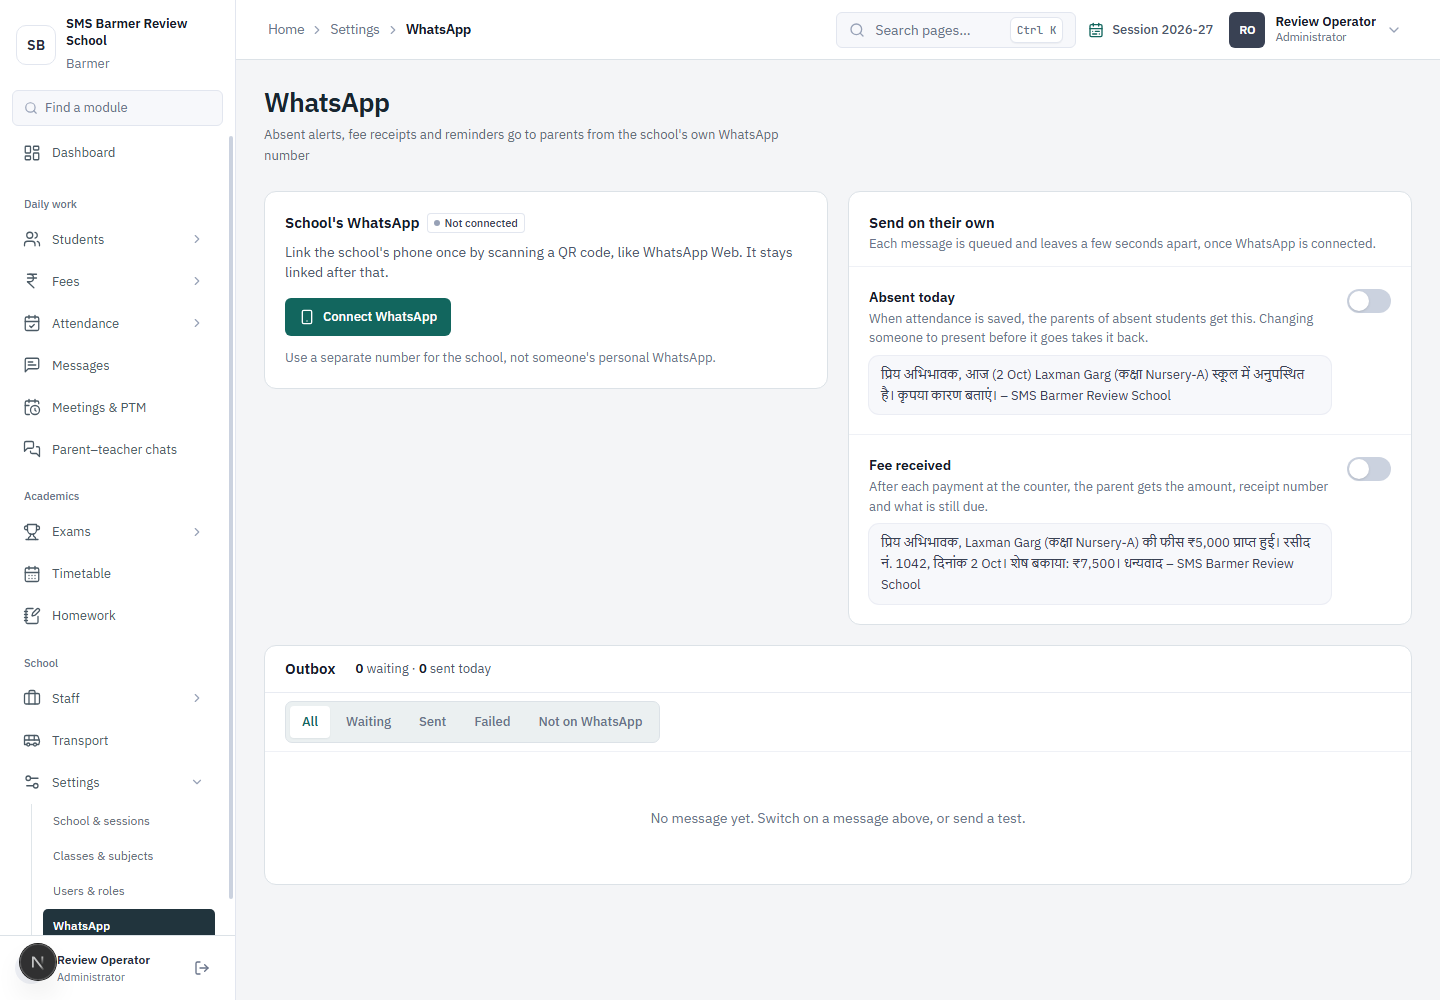 SB
SMS Barmer Review
School
Barmer
Find a module
Dashboard
Daily work
Students
Fees
Attendance
Messages
Meetings & PTM
Parent–teacher chats
Academics
Exams
Timetable
Homework
School
Staff
Transport
Settings
School & sessions
Classes & subjects
Users & roles
WhatsApp
N
Review Operator
Administrator
Home > Settings > WhatsApp
Search pages... Ctrl K
Session 2026-27
RO
Review Operator
Administrator
WhatsApp
Absent alerts, fee receipts and reminders go to parents from the school's own WhatsApp
number
School's WhatsApp Not connected
Link the school's phone once by scanning a QR code, like WhatsApp Web. It stays
linked after that.
Connect WhatsApp
Use a separate number for the school, not someone's personal WhatsApp.
Send on their own
Each message is queued and leaves a few seconds apart, once WhatsApp is connected.
Absent today
When attendance is saved, the parents of absent students get this. Changing
someone to present before it goes takes it back.
प्रिय अभिभावक, आज (2 Oct) Laxman Garg (कक्षा Nursery-A) स्कूल में अनुपस्थित
है। कृपया कारण बताएं। – SMS Barmer Review School
Fee received
After each payment at the counter, the parent gets the amount, receipt number
and what is still due.
प्रिय अभिभावक, Laxman Garg (कक्षा Nursery-A) की फीस ₹5,000 प्राप्त हुई। रसीद
नं. 1042, दिनांक 2 Oct। शेष बकाया: ₹7,500। धन्यवाद – SMS Barmer Review
School
Outbox 0 waiting · 0 sent today
All Waiting Sent Failed Not on WhatsApp
No message yet. Switch on a message above, or send a test.